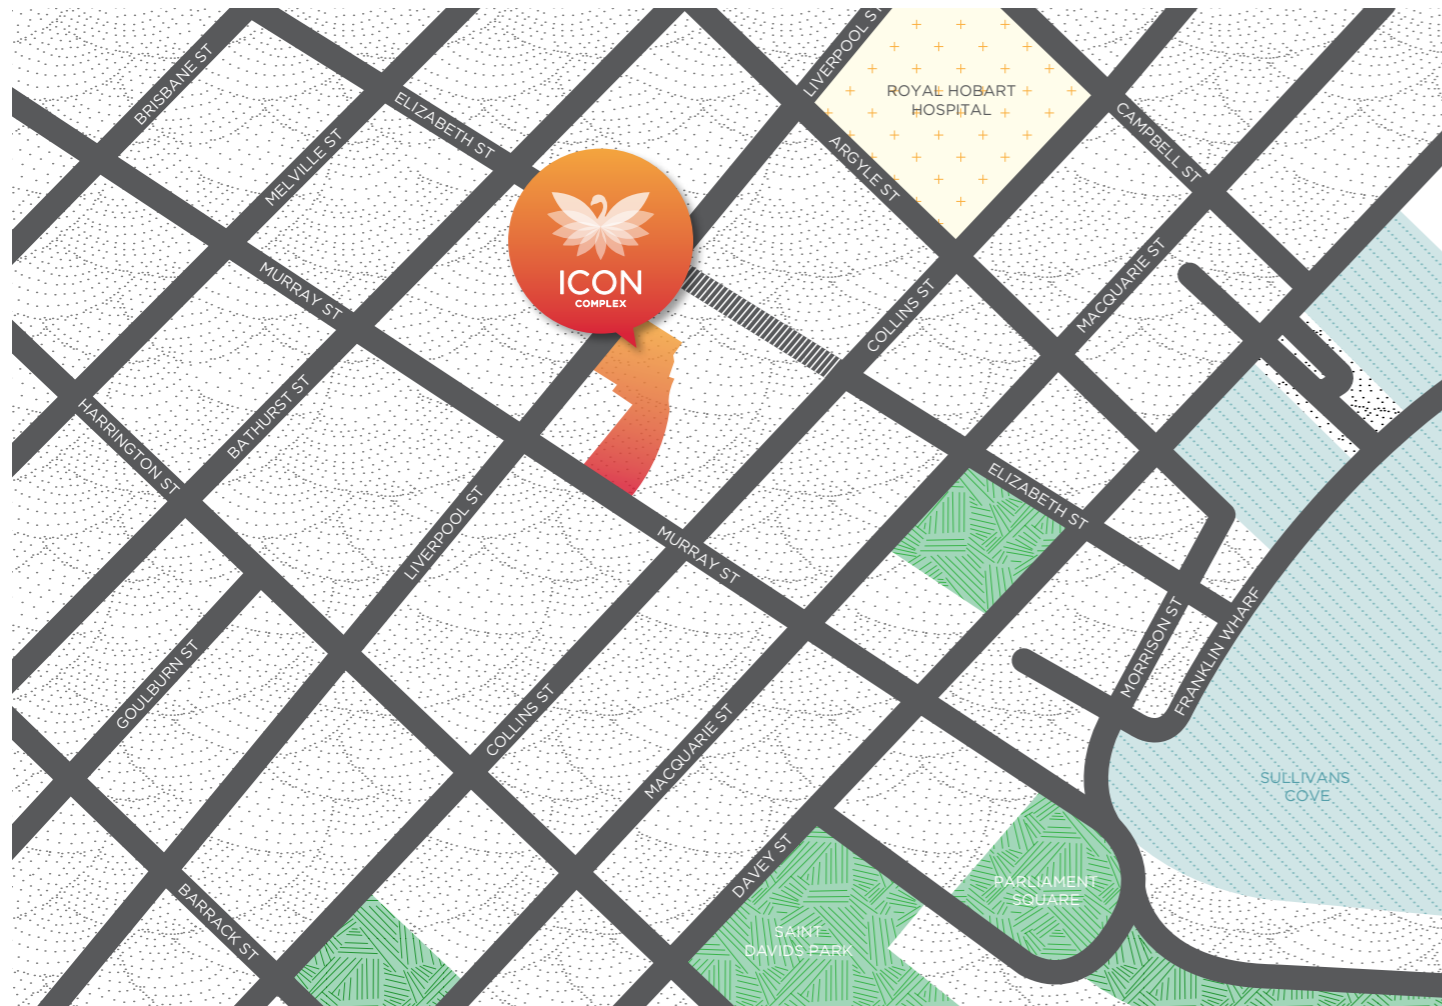 BRISBANE ST
ELIZABETH ST
LIVERPOOL ST
ROYAL HOBART
HOSPITAL
MELVILLE ST
ARGYLE ST
CAMPBELL ST
ICON
COMPLEX
MURRAY ST
COLLINS ST
MACQUARIE ST
HARRINGTON ST
BATHURST ST
LIVERPOOL ST
MURRAY ST
ELIZABETH ST
GOULBURN ST
COLLINS ST
MACQUARIE ST
MORRISON ST
FRANKLIN WHARF
SULLIVANS
COVE
DAVEY ST
PARLIAMENT
SQUARE
BARRACK ST
SAINT
DAVIDS PARK